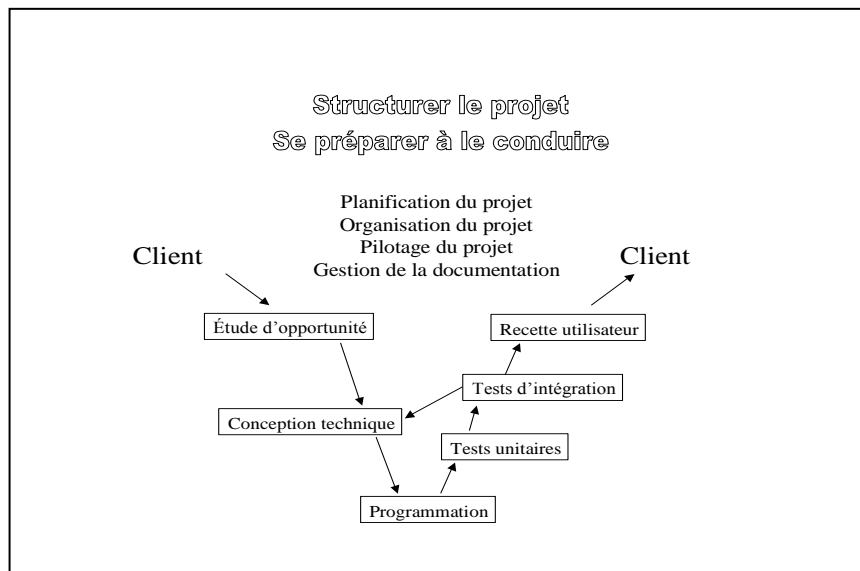 Structurer le projet
Se préparer à le conduire
Planification du projet
Organisation du projet
Pilotage du projet
Gestion de la documentation
Client
Client
Étude d’opportunité
Recette utilisateur
Tests d’intégration
Conception technique
Tests unitaires
Programmation